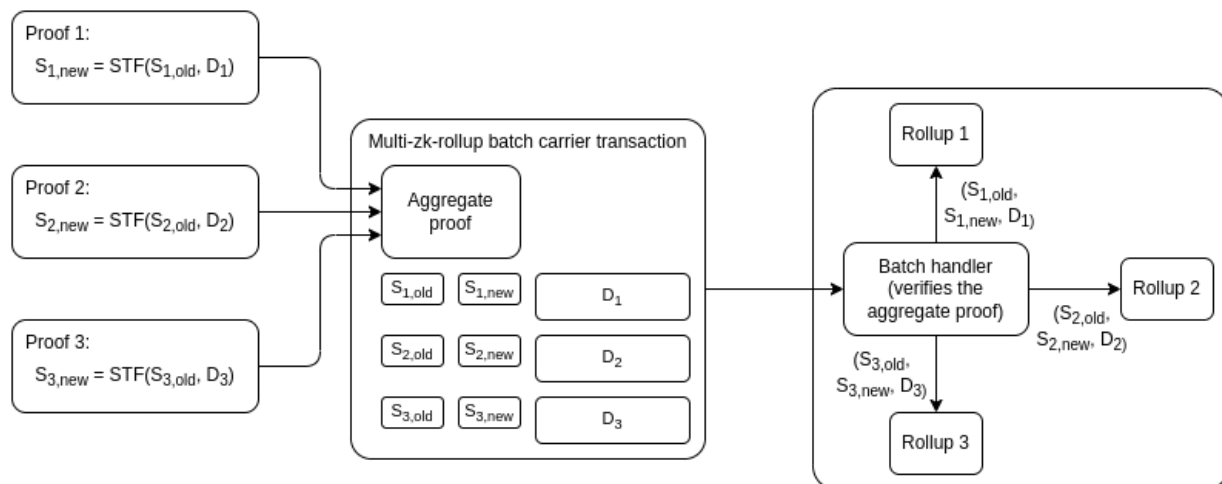 Proof 1:
S1,new = STF(S1,old, D1)
Proof 2:
S2,new = STF(S2,old, D2)
Proof 3:
S3,new = STF(S3,old, D3)
Multi-zk-rollup batch carrier transaction
Aggregate
proof
S1,old S1,new D1
S2,old S2,new D2
S3,old S3,new D3
Rollup 1
(S1,old,
S1,new, D1)
Batch handler
(verifies the
aggregate proof)
Rollup 2
(S2,old,
S2,new, D2)
(S3,old,
S3,new, D3)
Rollup 3